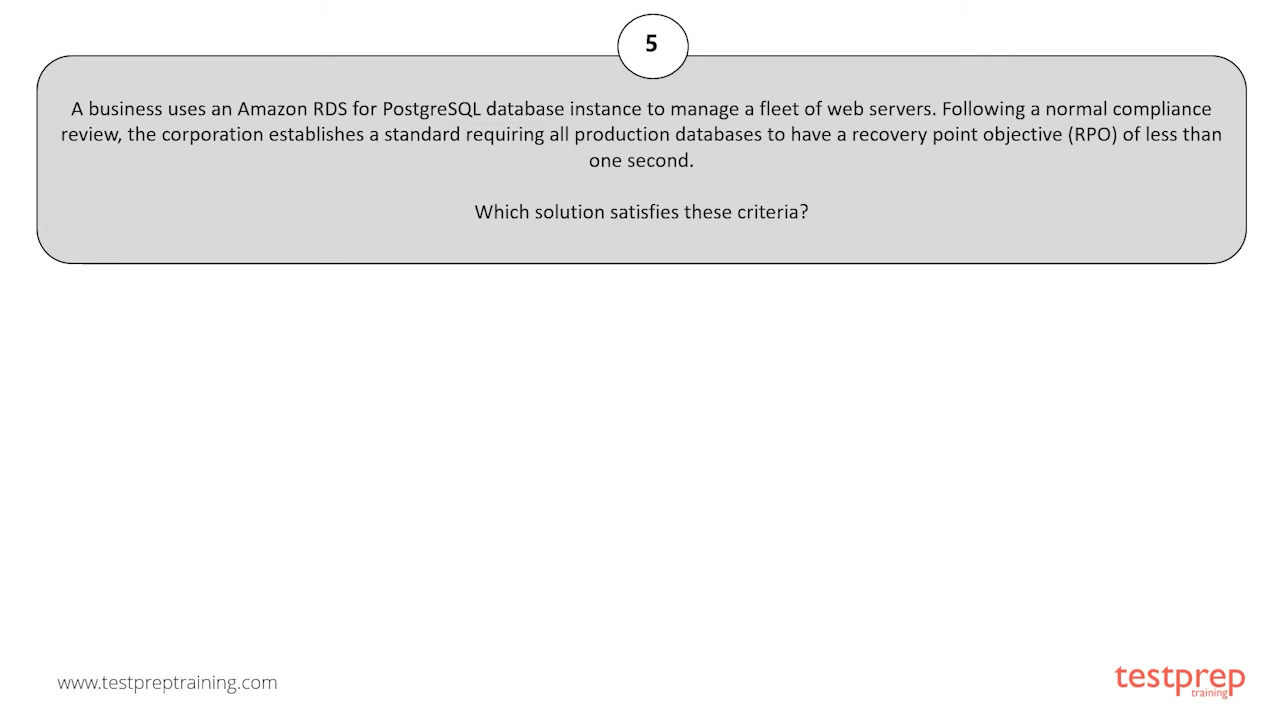 5
A business uses an Amazon RDS for PostgreSQL database instance to manage a fleet of web servers. Following a normal compliance
review, the corporation establishes a standard requiring all production databases to have a recovery point objective (RPO) of less than
one second.
Which solution satisfies these criteria?
www.testpreptraining.com
testprep
training